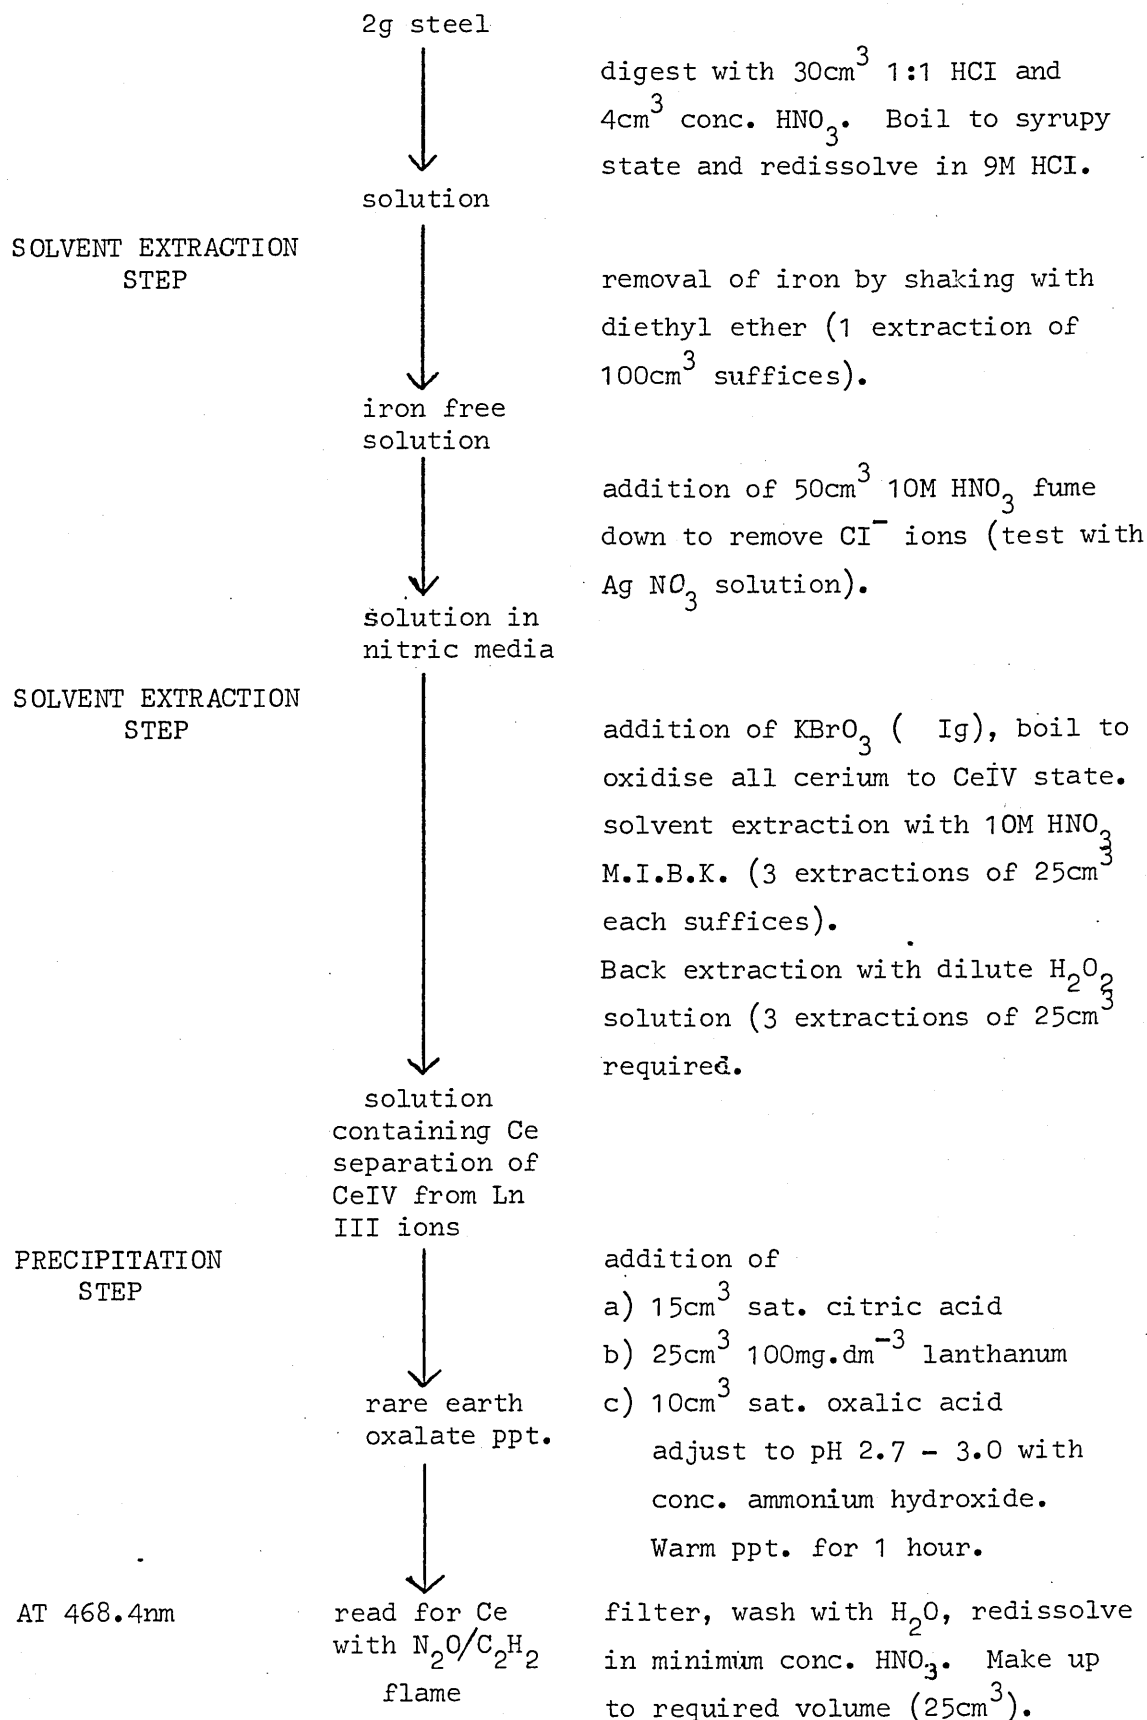 2g steel
digest with 30cm³ 1:1 HCI and
4cm³ conc. HNO₃. Boil to syrupy
state and redissolve in 9M HCI.
solution
SOLVENT EXTRACTION
STEP
removal of iron by shaking with
diethyl ether (1 extraction of
100cm³ suffices).
iron free
solution
addition of 50cm³ 10M HNO₃ fume
down to remove CI⁻ ions (test with
Ag NO₃ solution).
solution in
nitric media
SOLVENT EXTRACTION
STEP
addition of KBrO₃ ( Ig), boil to
oxidise all cerium to CeIV state.
solvent extraction with 10M HNO₃
M.I.B.K. (3 extractions of 25cm³
each suffices).
Back extraction with dilute H₂O₂
solution (3 extractions of 25cm³
required.
solution
containing Ce
separation of
CeIV from Ln
III ions
PRECIPITATION
STEP
addition of
a) 15cm³ sat. citric acid
b) 25cm³ 100mg.dm⁻³ lanthanum
c) 10cm³ sat. oxalic acid
adjust to pH 2.7 - 3.0 with
conc. ammonium hydroxide.
Warm ppt. for 1 hour.
rare earth
oxalate ppt.
AT 468.4nm
read for Ce
with N₂O/C₂H₂
flame
filter, wash with H₂O, redissolve
in minimum conc. HNO₃. Make up
to required volume (25cm³).